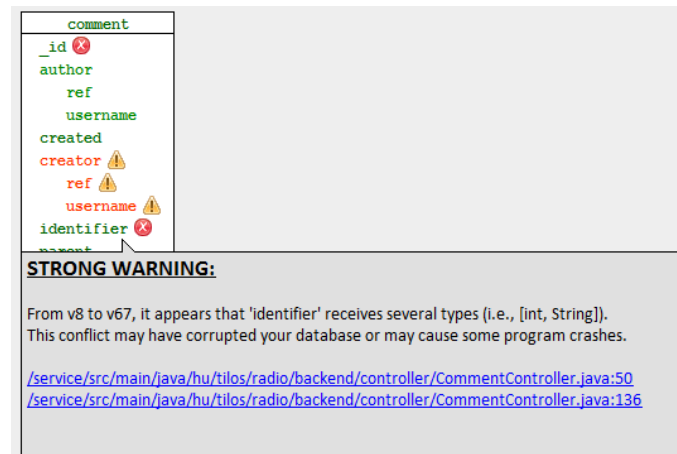 comment
_id
author
ref
username
created
creator
ref
username
identifier
parent
STRONG WARNING:
From v8 to v67, it appears that 'identifier' receives several types (i.e., [int, String]).
This conflict may have corrupted your database or may cause some program crashes.
/service/src/main/java/hu/tilos/radio/backend/controller/CommentController.java:50
/service/src/main/java/hu/tilos/radio/backend/controller/CommentController.java:136